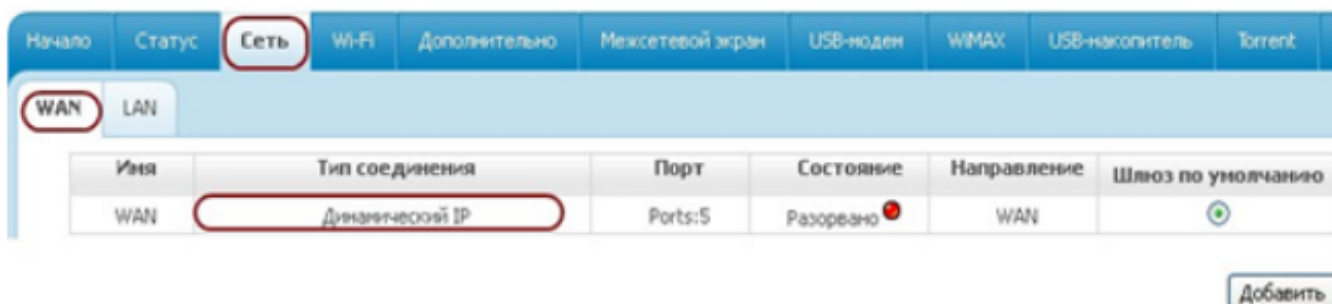 Начало Статус Сеть Wi-Fi Дополнительно Межсетевой экран USB-модем WiMAX USB-накопитель Torrent
WAN LAN
Имя Тип соединения Порт Состояние Направление Шлюз по умолчанию
WAN Динамический IP Ports:5 Разорвано WAN
Добавить